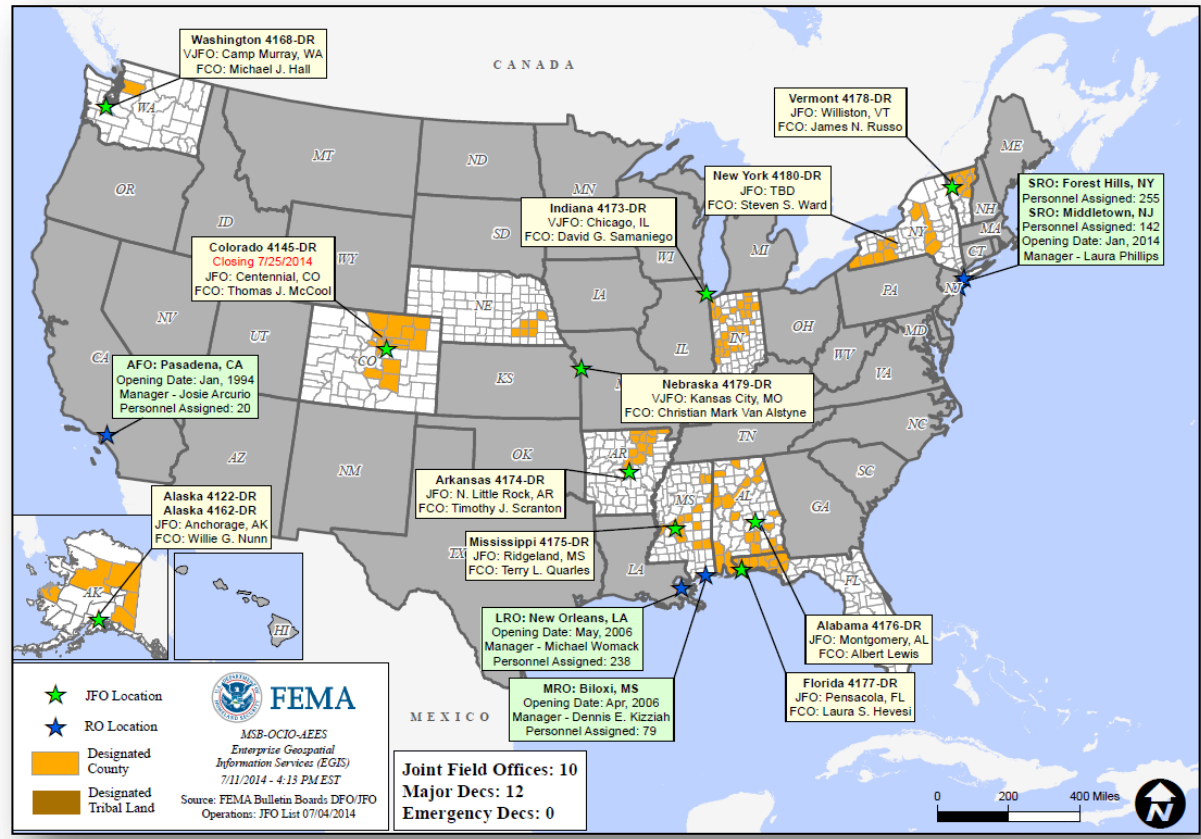 CANADA
Washington 4168-DR
VJFO: Camp Murray, WA
FCO: Michael J. Hall
Vermont 4178-DR
JFO: Williston, VT
FCO: James N. Russo
New York 4180-DR
JFO: TBD
FCO: Steven S. Ward
SRO: Forest Hills, NY
Personnel Assigned: 255
SRO: Middletown, NJ
Personnel Assigned: 142
Opening Date: Jan, 2014
Manager - Laura Phillips
Indiana 4173-DR
VJFO: Chicago, IL
FCO: David G. Samaniego
Colorado 4145-DR
Closing 7/25/2014
JFO: Centennial, CO
FCO: Thomas J. McCool
AFO: Pasadena, CA
Opening Date: Jan, 1994
Manager - Josie Arcurio
Personnel Assigned: 20
Nebraska 4179-DR
VJFO: Kansas City, MO
FCO: Christian Mark Van Alstyne
Arkansas 4174-DR
JFO: N. Little Rock, AR
FCO: Timothy J. Scranton
Alaska 4122-DR
Alaska 4162-DR
JFO: Anchorage, AK
FCO: Willie G. Nunn
Mississippi 4175-DR
JFO: Ridgeland, MS
FCO: Terry L. Quarles
LRO: New Orleans, LA
Opening Date: May, 2006
Manager - Michael Womack
Personnel Assigned: 238
Alabama 4176-DR
JFO: Montgomery, AL
FCO: Albert Lewis
MRO: Biloxi, MS
Opening Date: Apr, 2006
Manager - Dennis E. Kizziah
Personnel Assigned: 79
Florida 4177-DR
JFO: Pensacola, FL
FCO: Laura S. Hevesi
WA
MT
ND
MN
ME
OR
ID
SD
WI
MI
NY
NH
MA
CT
WY
NE
IA
PA
NJ
NV
UT
CO
KS
IL
IN
OH
WV
MD
VA
CA
AZ
NM
OK
AR
TN
NC
SC
MS
AL
GA
TX
LA
FL
AK
HI
MEXICO
JFO Location
RO Location
Designated
County
Designated
Tribal Land
FEMA
MSB-OCIO-AEES
Enterprise Geospatial
Information Services (EGIS)
7/11/2014 - 4:13 PM EST
Source: FEMA Bulletin Boards DFO/JFO
Operations: JFO List 07/04/2014
Joint Field Offices: 10
Major Decs: 12
Emergency Decs: 0
0 200 400 Miles
N